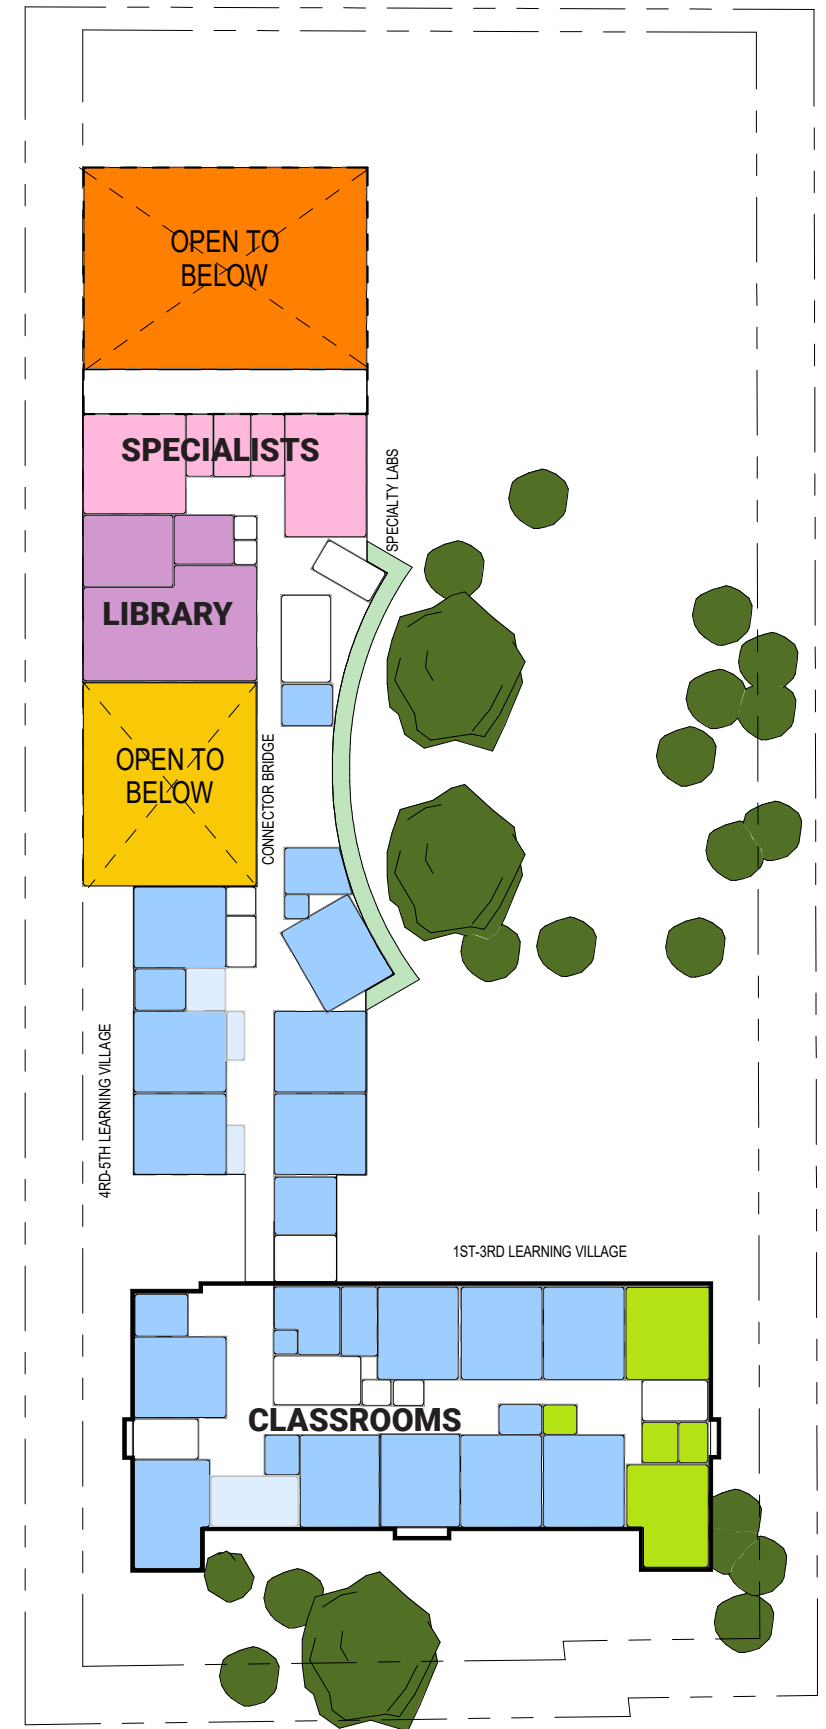 OPEN TO
BELOW
SPECIALISTS
SPECIALTY LABS
LIBRARY
OPEN TO
BELOW
CONNECTOR BRIDGE
4RD-5TH LEARNING VILLAGE
1ST-3RD LEARNING VILLAGE
CLASSROOMS